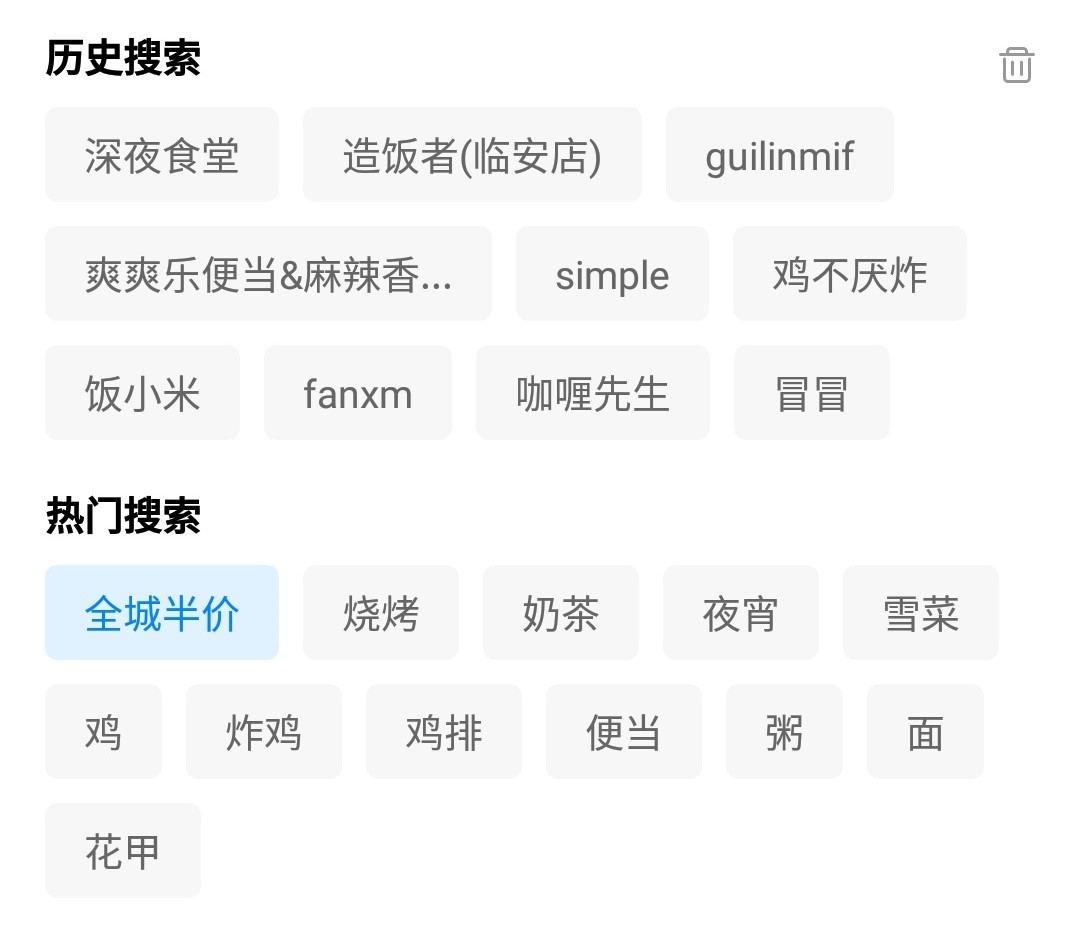 历史搜索
深夜食堂 造饭者(临安店) guilinmif
爽爽乐便当&麻辣香... simple 鸡不厌炸
饭小米 fanxm 咖喱先生 冒冒
热门搜索
全城半价 烧烤 奶茶 夜宵 雪菜
鸡 炸鸡 鸡排 便当 粥 面
花甲